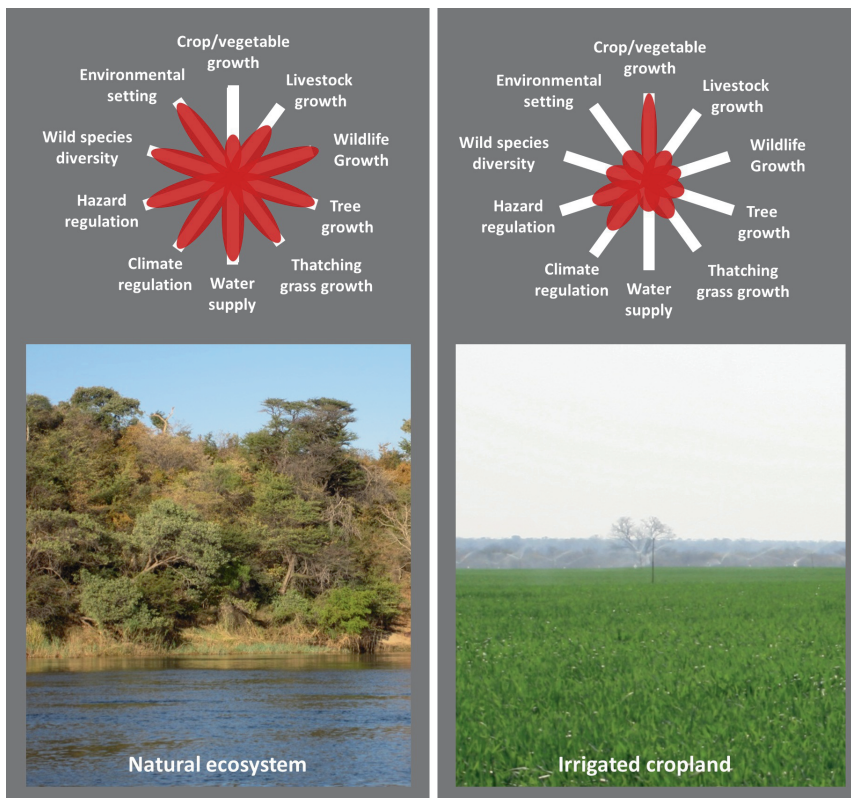 Crop/vegetable
growth
Environmental
setting
Livestock
growth
Wild species
diversity
Wildlife
Growth
Hazard
regulation
Tree
growth
Climate
regulation
Water
supply
Thatching
grass growth
Natural ecosystem
Crop/vegetable
growth
Environmental
setting
Livestock
growth
Wild species
diversity
Wildlife
Growth
Hazard
regulation
Tree
growth
Climate
regulation
Water
supply
Thatching
grass growth
Irrigated cropland